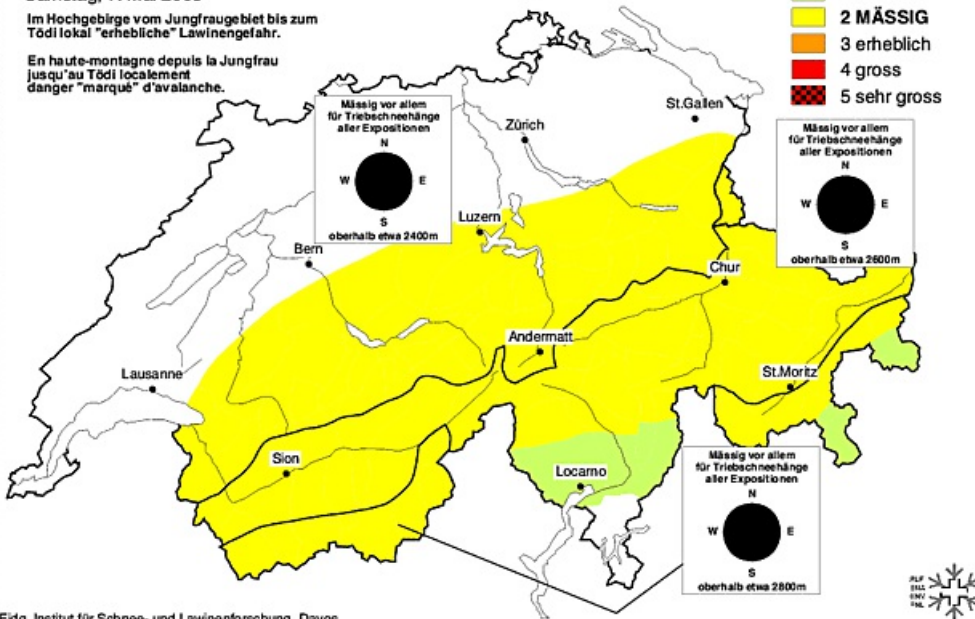 Im Hochgebirge vom Jungfraugebiet bis zum
Tödi lokal "erhebliche" Lawinengefahr.
En haute-montagne depuis la Jungfrau
jusqu'au Tödi localement
danger "marqué" d'avalanche.
2 MÄSSIG
3 erheblich
4 gross
5 sehr gross
Mässig vor allem
für Triebschneehänge
aller Expositionen
N
W E
S
oberhalb etwa 2400m
Zürich
St.Gallen
Mässig vor allem
für Triebschneehänge
aller Expositionen
N
W E
S
oberhalb etwa 2600m
Luzern
Bern
Chur
Andermatt
Lausanne
St.Moritz
Sion
Locarno
Mässig vor allem
für Triebschneehänge
aller Expositionen
N
W E
S
oberhalb etwa 2800m
Eidg. Institut für Schnee- und Lawinenforschung, Davos